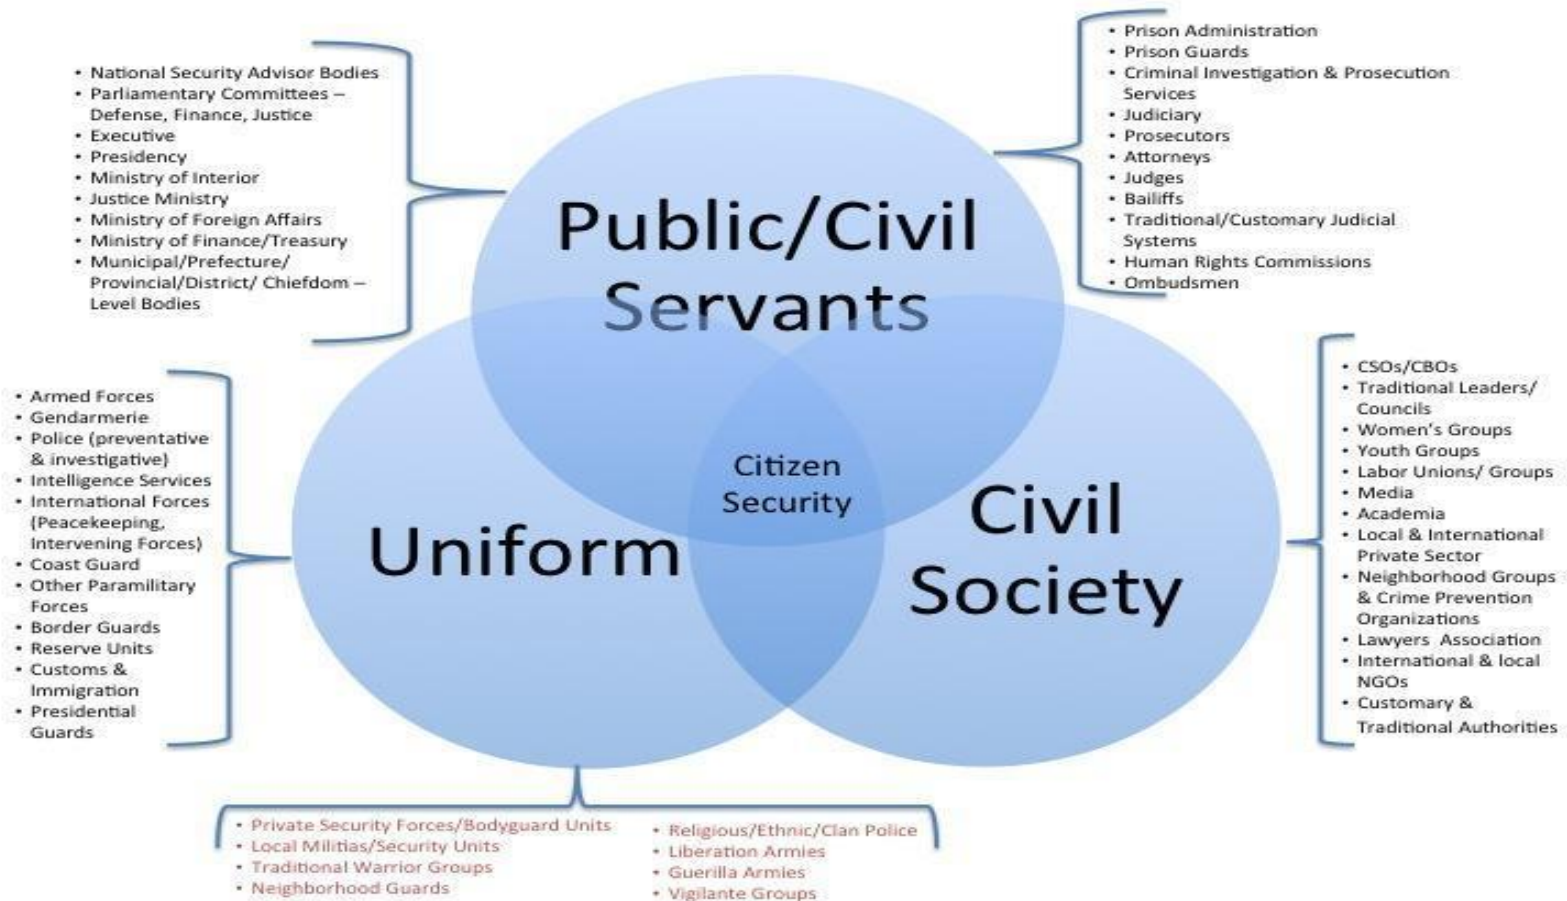 • National Security Advisor Bodies
• Parliamentary Committees –
Defense, Finance, Justice
• Executive
• Presidency
• Ministry of Interior
• Justice Ministry
• Ministry of Foreign Affairs
• Ministry of Finance/Treasury
• Municipal/Prefecture/
Provincial/District/ Chiefdom –
Level Bodies
• Prison Administration
• Prison Guards
• Criminal Investigation & Prosecution
Services
• Judiciary
• Prosecutors
• Attorneys
• Judges
• Bailiffs
• Traditional/Customary Judicial
Systems
• Human Rights Commissions
• Ombudsmen
Public/Civil
Servants
• Armed Forces
• Gendarmerie
• Police (preventative
& investigative)
• Intelligence Services
• International Forces
(Peacekeeping,
Intervening Forces)
• Coast Guard
• Other Paramilitary
Forces
• Border Guards
• Reserve Units
• Customs &
Immigration
• Presidential
Guards
Uniform
Citizen
Security
Civil
Society
• CSOs/CBOs
• Traditional Leaders/
Councils
• Women's Groups
• Youth Groups
• Labor Unions/ Groups
• Media
• Academia
• Local & International
Private Sector
• Neighborhood Groups
& Crime Prevention
Organizations
• Lawyers Association
• International & local
NGOs
• Customary &
Traditional Authorities
• Private Security Forces/Bodyguard Units
• Local Militias/Security Units
• Traditional Warrior Groups
• Neighborhood Guards
• Religious/Ethnic/Clan Police
• Liberation Armies
• Guerilla Armies
• Vigilante Groups